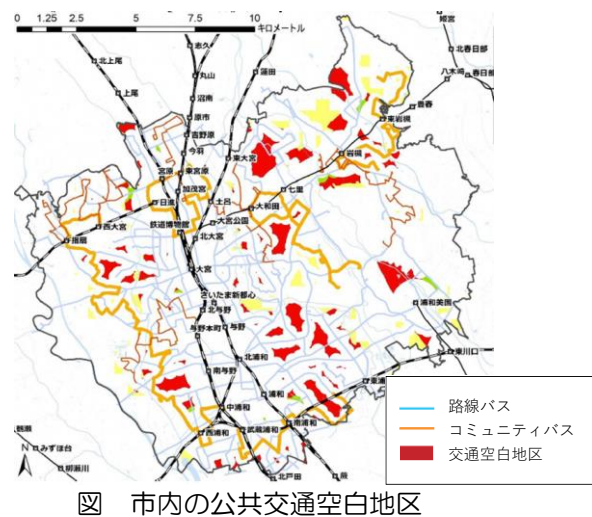 0 1.25 2.5 5 7.5 10
キロメートル
志久
北上尾
丸山
蓮田
上尾
沼南
原市
吉野原
今羽
北春日部
八木崎
春日部
豊春
東岩槻
岩槻
東大宮
七里
宮原
東宮原
加茂宮
土呂
大和田
日進
大宮公園
鉄道博物館
西大宮
指扇
北大宮
大宮
さいたま新都心
北与野
与野本町
与野
浦和美園
東川口
北浦和
南与野
浦和
中浦和
南浦和
西浦和
武蔵浦和
みずほ台
柳瀬川
北戸田
蕨
N
路線バス
コミュニティバス
交通空白地区
図 市内の公共交通空白地区